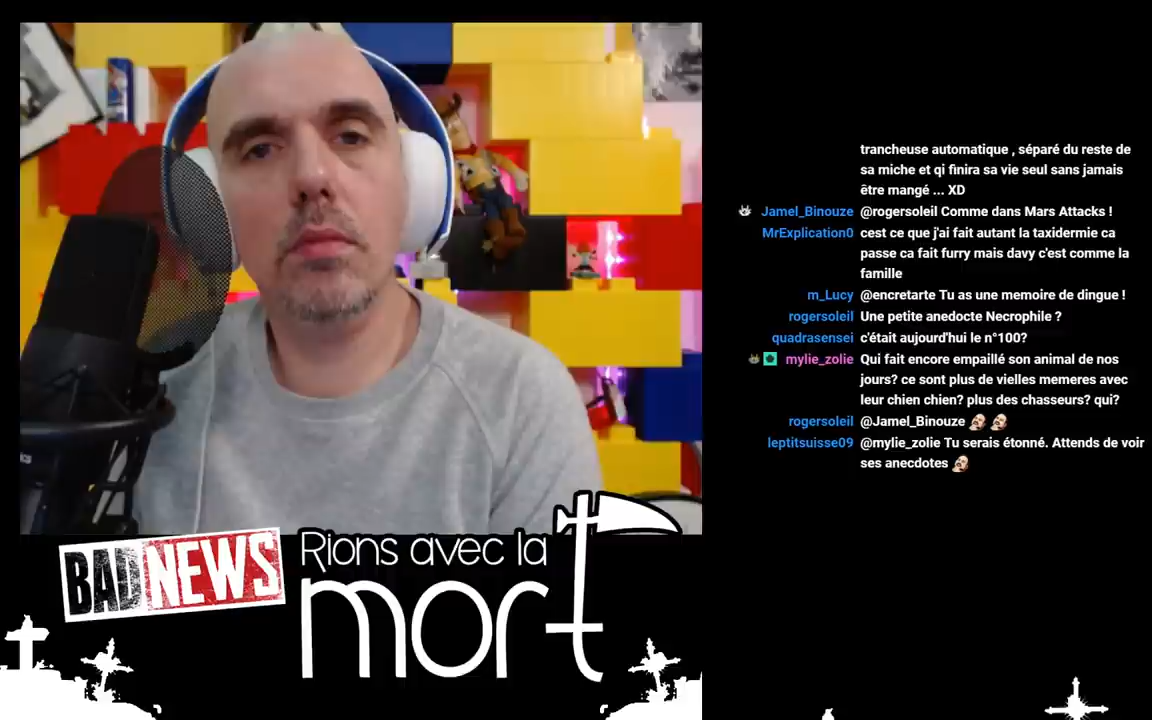 trancheuse automatique , séparé du reste de
sa miche et qi finira sa vie seul sans jamais
être mangé ... XD
Jamel_Binouze @rogersoleil Comme dans Mars Attacks !
MrExplication0 cest ce que j'ai fait autant la taxidermie ca
passe ca fait furry mais davy c'est comme la
famille
m_Lucy @encretarte Tu as une memoire de dingue !
rogersoleil Une petite anedocte Necrophile ?
quadrasensei c'était aujourd'hui le n°100?
mylie_zolie Qui fait encore empaillé son animal de nos
jours? ce sont plus de vielles memeres avec
leur chien chien? plus des chasseurs? qui?
rogersoleil @Jamel_Binouze
leptitsuisse09 @mylie_zolie Tu serais étonné. Attends de voir
ses anecdotes
BAD NEWS
Rions avec la
mort